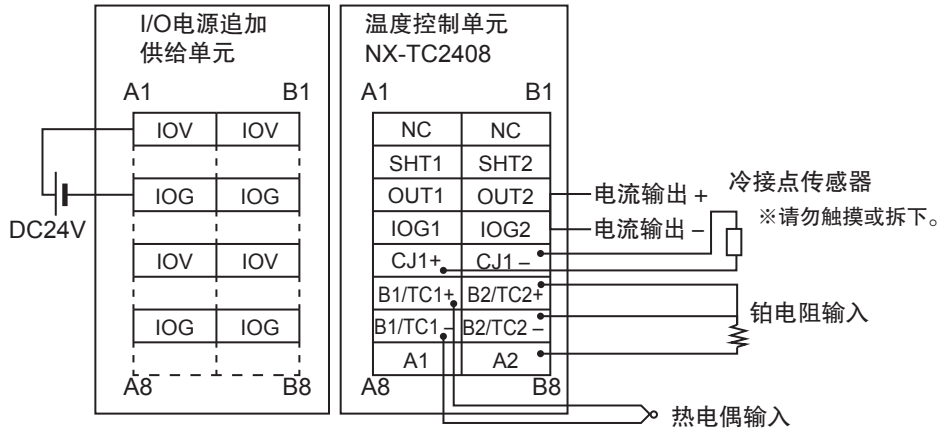 I/O电源追加
供给单元
A1 B1
IOV IOV
IOG IOG
IOV IOV
IOG IOG
A8 B8
DC24V
温度控制单元
NX-TC2408
A1 B1
NC NC
SHT1 SHT2
OUT1 OUT2
IOG1 IOG2
CJ1+ CJ1–
B1/TC1+ B2/TC2+
B1/TC1– B2/TC2–
A1 A2
A8 B8
电流输出 +
电流输出 –
冷接点传感器
※请勿触摸或拆下。
铂电阻输入
热电偶输入